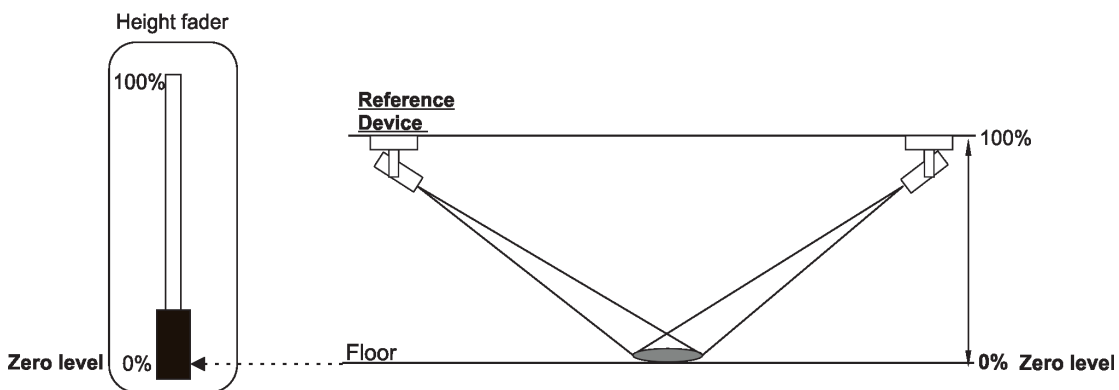 Height fader
100%
Reference
Device
100%
Zero level 0%
Floor
0% Zero level